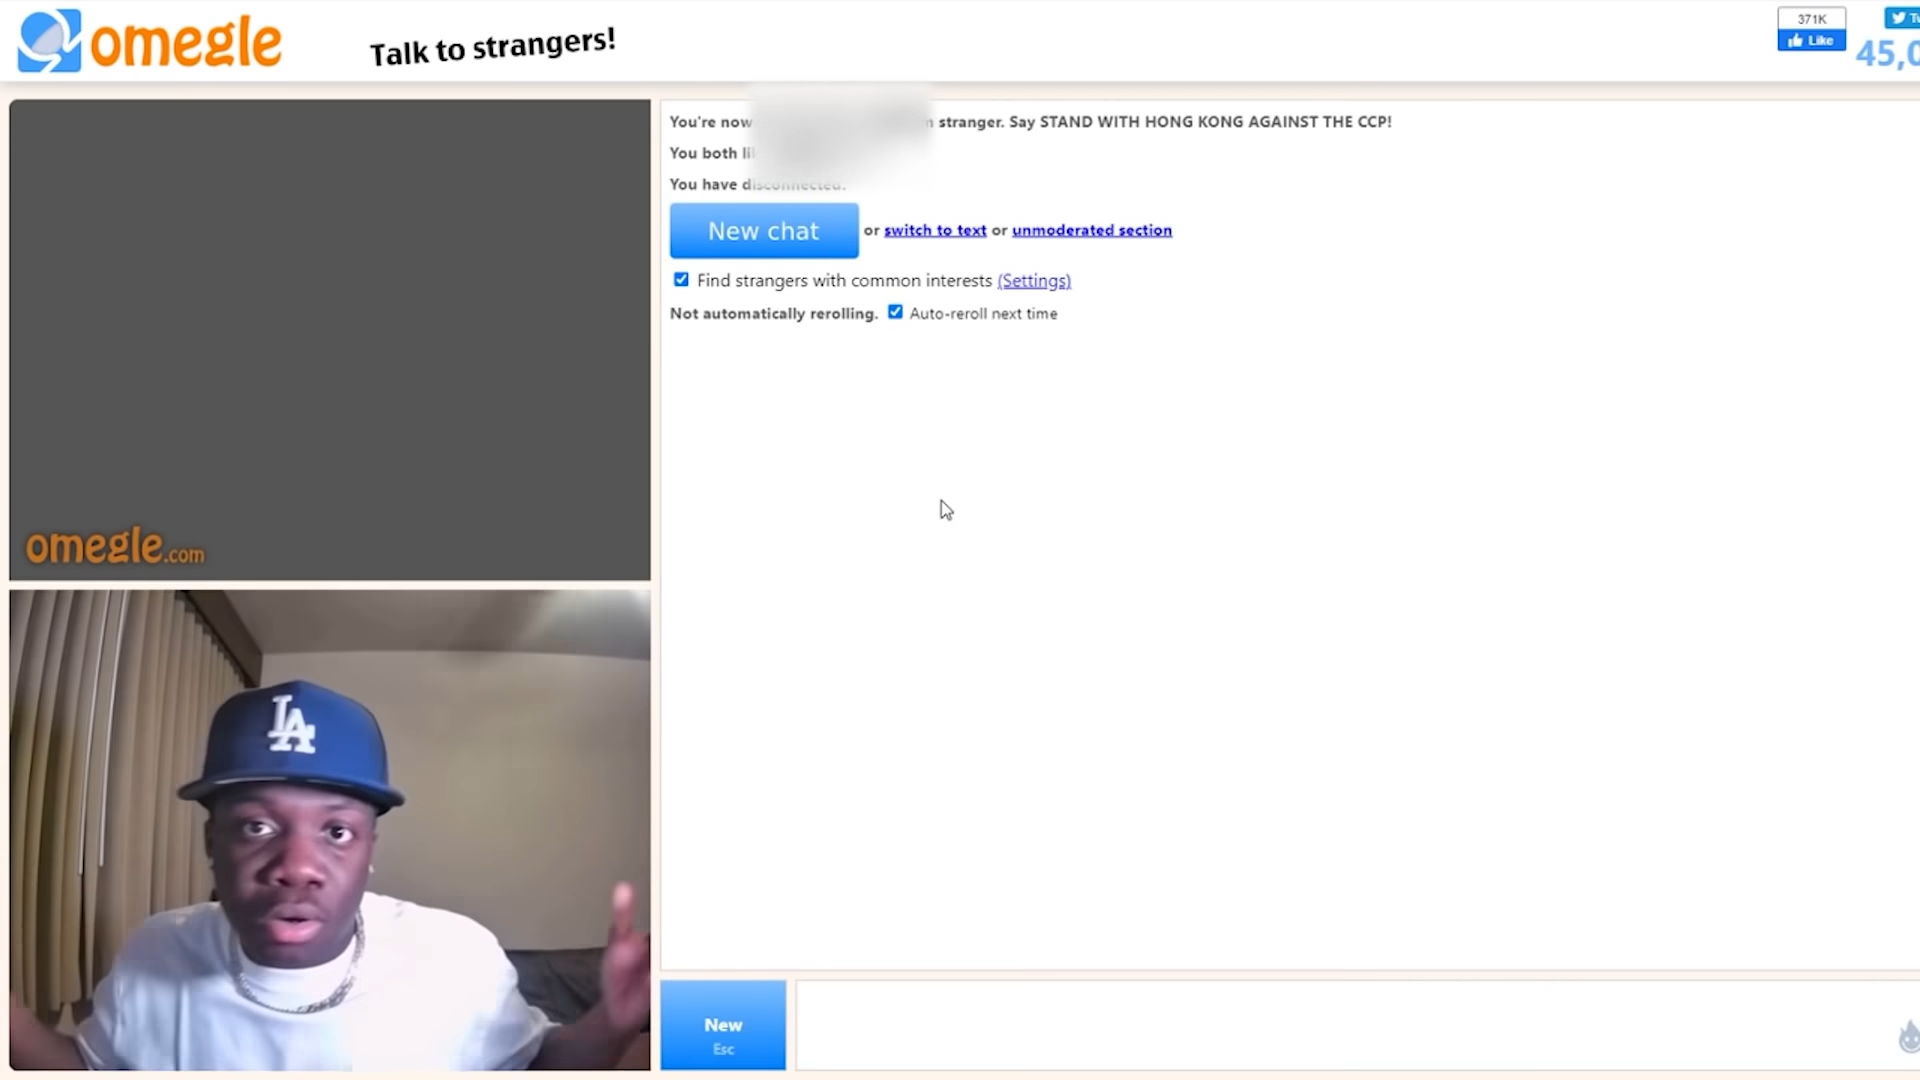 omegle
Talk to strangers!
371K
Like
45,0
You're now stranger. Say STAND WITH HONG KONG AGAINST THE CCP!
You both
You have disconnected.
New chat or switch to text or unmoderated section
Find strangers with common interests (Settings)
Not automatically rerolling. Auto-reroll next time
omegle.com
LA
New
Esc